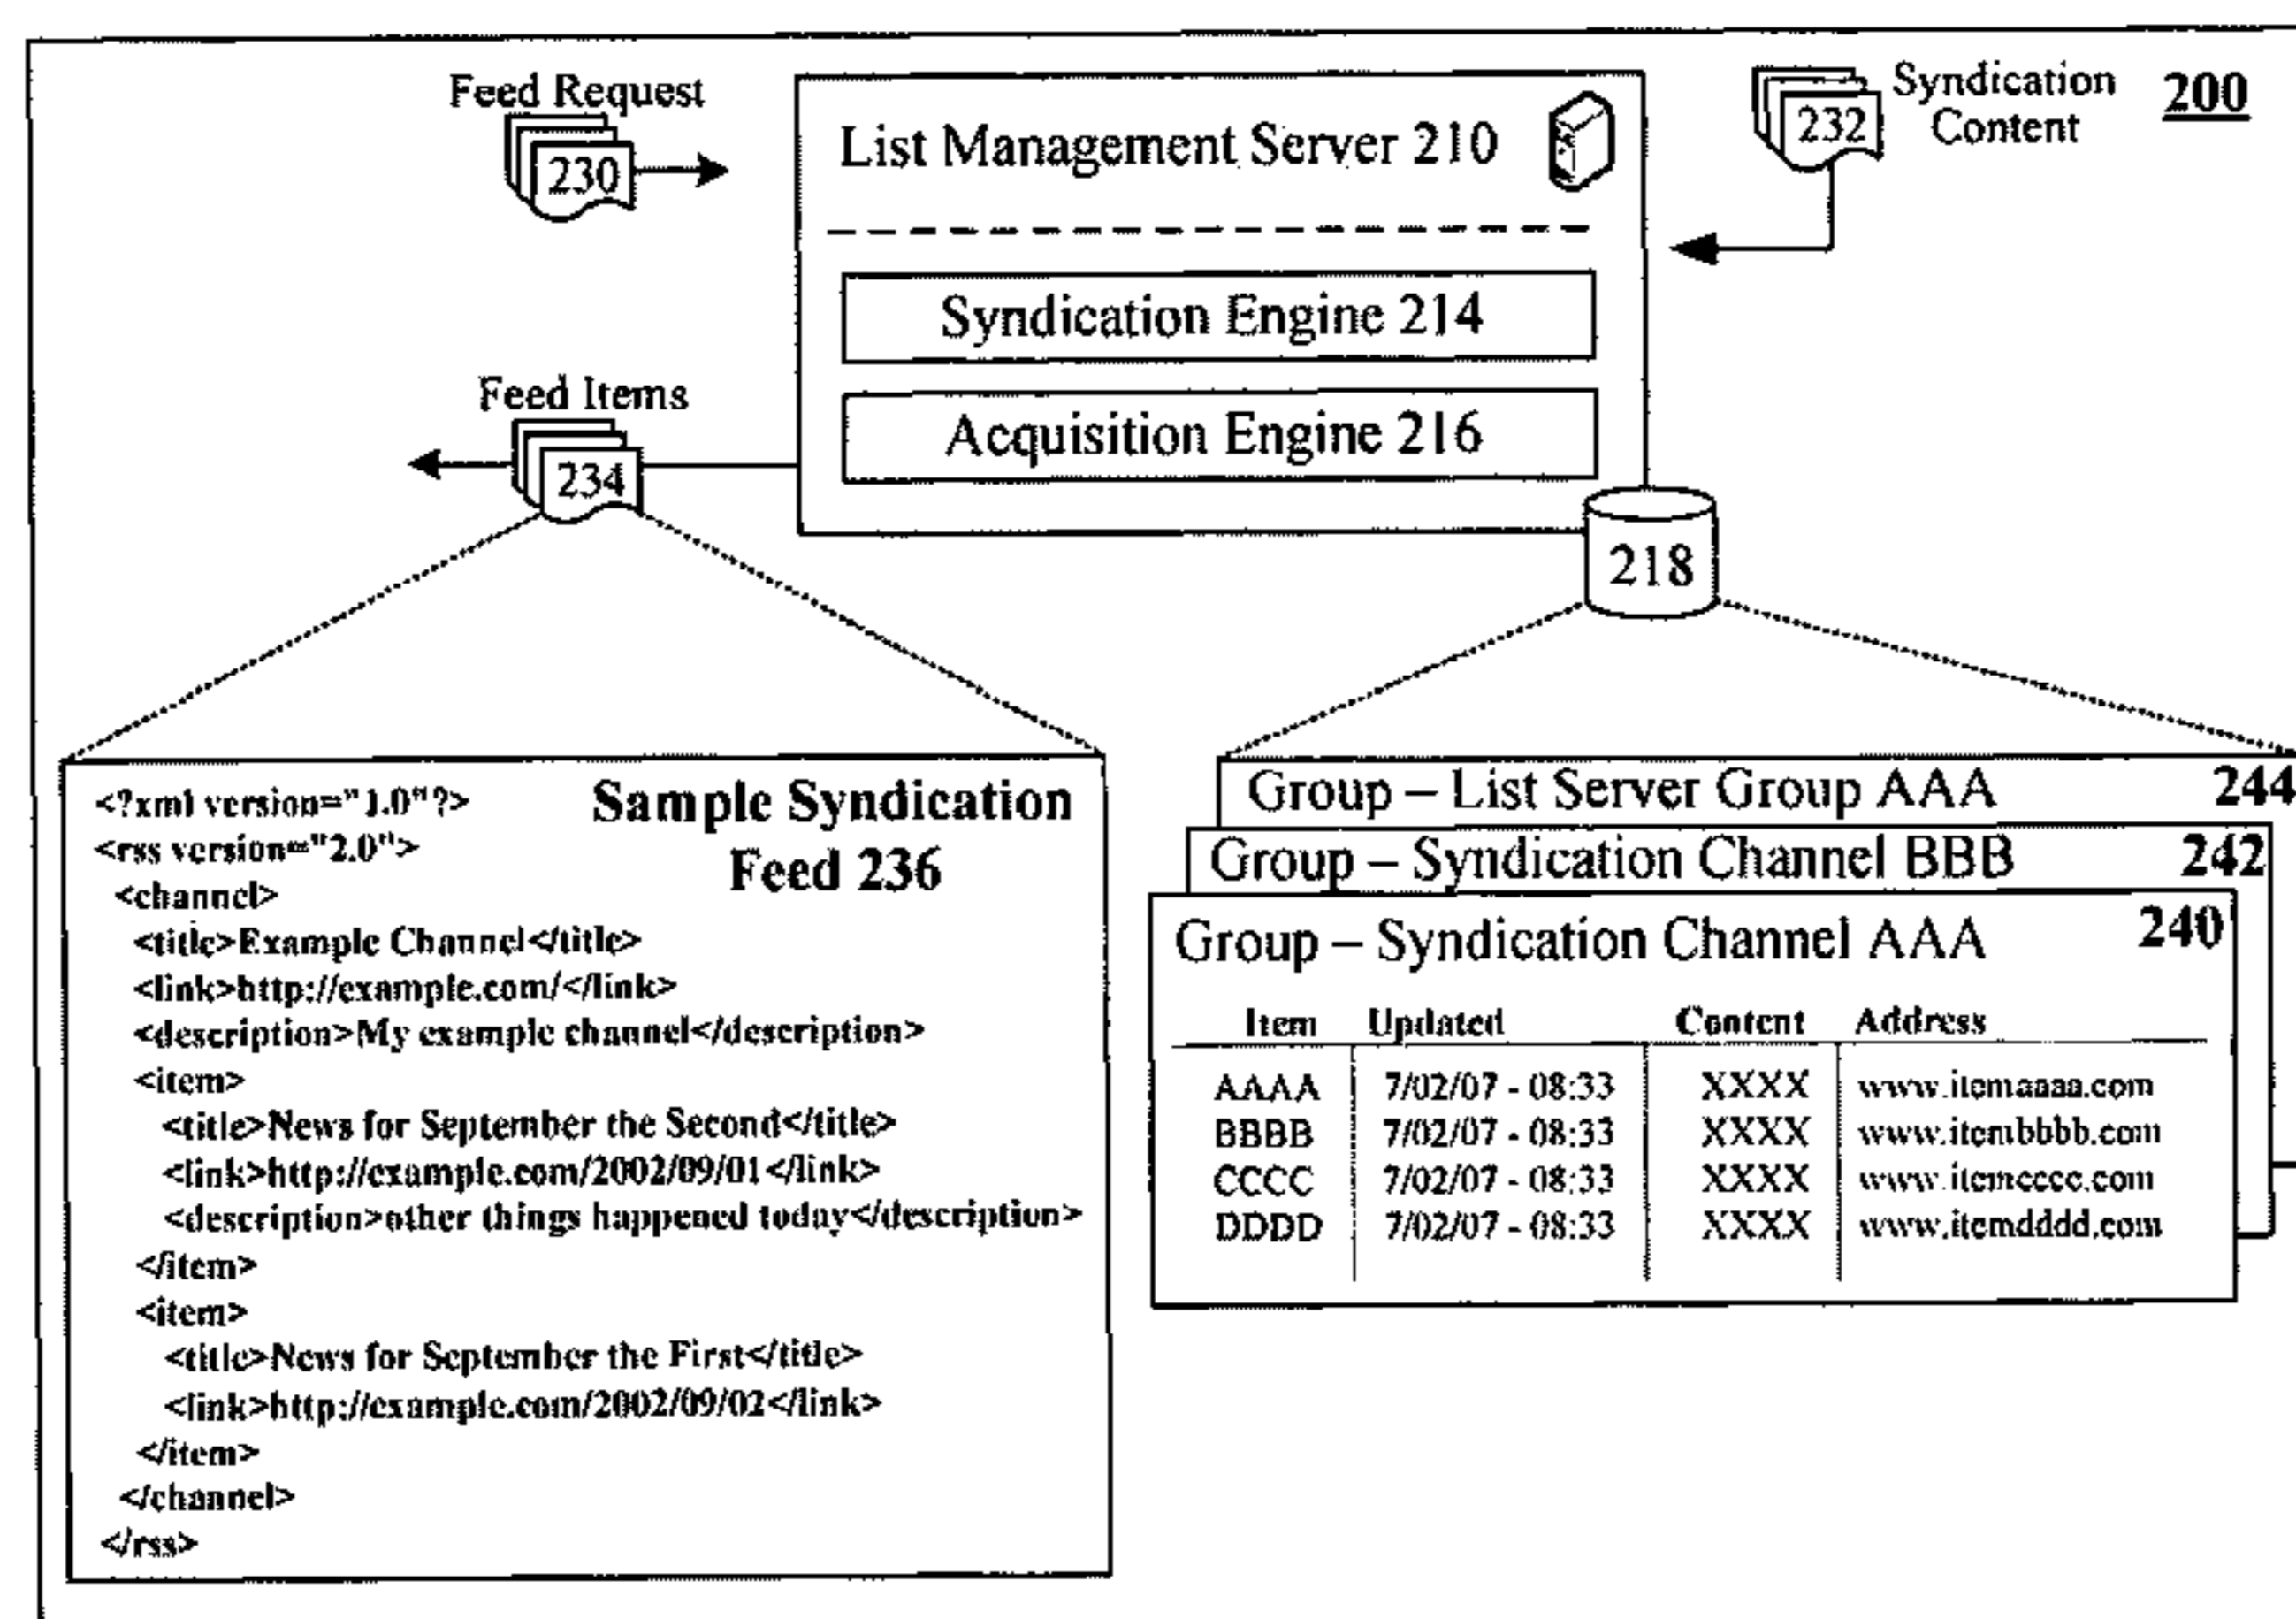 Feed Request
230
List Management Server 210
232
Syndication
Content
200
Syndication Engine 214
Acquisition Engine 216
Feed Items
234
218
Sample Syndication
Feed 236
<?xml version="1.0"?>
<rss version="2.0">
<channel>
<title>Example Channel</title>
<link>http://example.com/</link>
<description>My example channel</description>
<item>
<title>News for September the Second</title>
<link>http://example.com/2002/09/01</link>
<description>other things happened today</description>
</item>
<item>
<title>News for September the First</title>
<link>http://example.com/2002/09/02</link>
</item>
</channel>
</rss>
Group – List Server Group AAA 244
Group – Syndication Channel BBB 242
Group – Syndication Channel AAA 240
Item Updated Content Address
AAAA 7/02/07 - 08:33 XXXX www.itemaaaa.com
BBBB 7/02/07 - 08:33 XXXX www.itembbbb.com
CCCC 7/02/07 - 08:33 XXXX www.itemcccc.com
DDDD 7/02/07 - 08:33 XXXX www.itemdddd.com